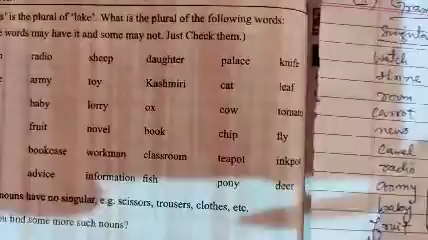 s' is the plural of 'lake'. What is the plural of the following words:
words may have it and some may not. Just Check them.)
radio sheep daughter palace knife
army toy Kashmiri cat leaf
baby lorry ox cow tomato
fruit novel book chip fly
bookcase workman classroom teapot inkpot
advice information fish pony deer
nouns have no singular, e.g. scissors, trousers, clothes, etc.
find some more such nouns?
room
carrot
news
camel
radio
army
baby
fruit